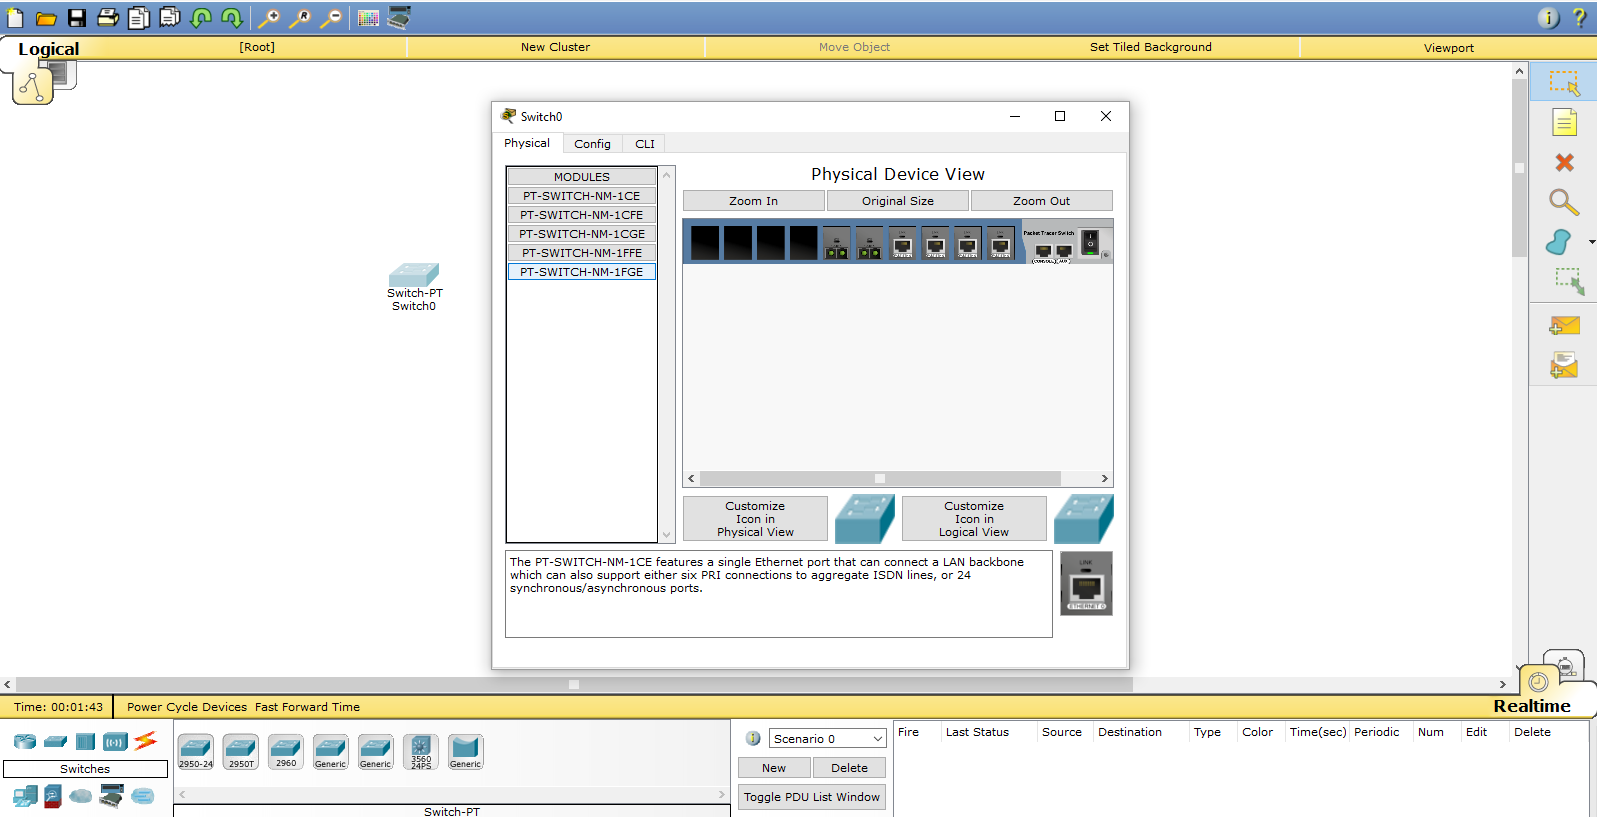 Logical
[Root]
New Cluster
Move Object
Set Tiled Background
Viewport
Switch0
Physical
Config
CLI
MODULES
PT-SWITCH-NM-1CE
PT-SWITCH-NM-1CFE
PT-SWITCH-NM-1CGE
PT-SWITCH-NM-1FFE
PT-SWITCH-NM-1FGE
Physical Device View
Zoom In
Original Size
Zoom Out
Packet Tracer Switch
CONSOLE
AUX
Switch-PT
Switch0
Customize
Icon in
Physical View
Customize
Icon in
Logical View
The PT-SWITCH-NM-1CE features a single Ethernet port that can connect a LAN backbone
which can also support either six PRI connections to aggregate ISDN lines, or 24
synchronous/asynchronous ports.
LINK
ETHERNET 0
Time: 00:01:43
Power Cycle Devices
Fast Forward Time
Realtime
Switches
2950-24
2950T
2960
Generic
Generic
3560
24PS
Generic
Switch-PT
Scenario 0
New
Delete
Toggle PDU List Window
Fire
Last Status
Source
Destination
Type
Color
Time(sec)
Periodic
Num
Edit
Delete